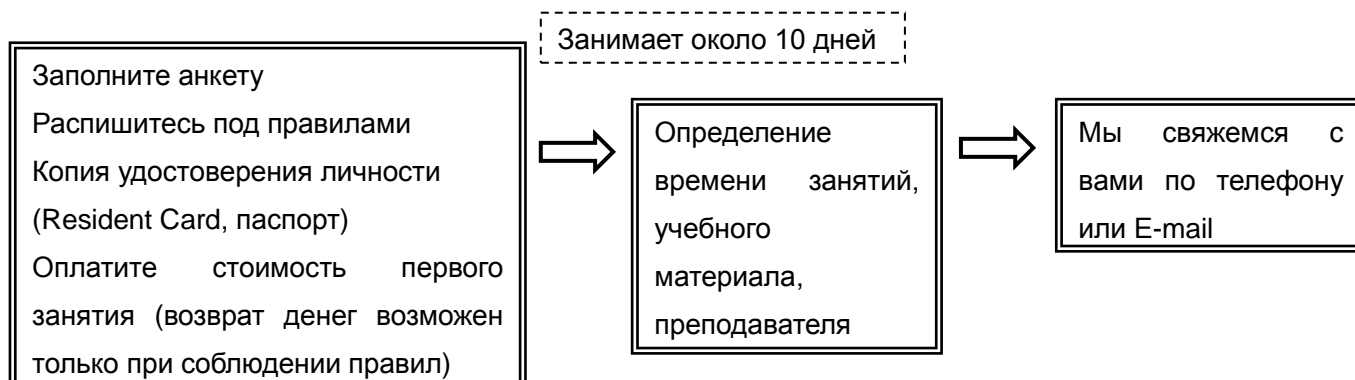 Занимает около 10 дней
Заполните анкету
Распишитесь под правилами
Копия удостоверения личности
(Resident Card, паспорт)
Оплатите стоимость первого
занятия (возврат денег возможен
только при соблюдении правил)
Определение
времени занятий,
учебного
материала,
преподавателя
Мы свяжемся с
вами по телефону
или E-mail